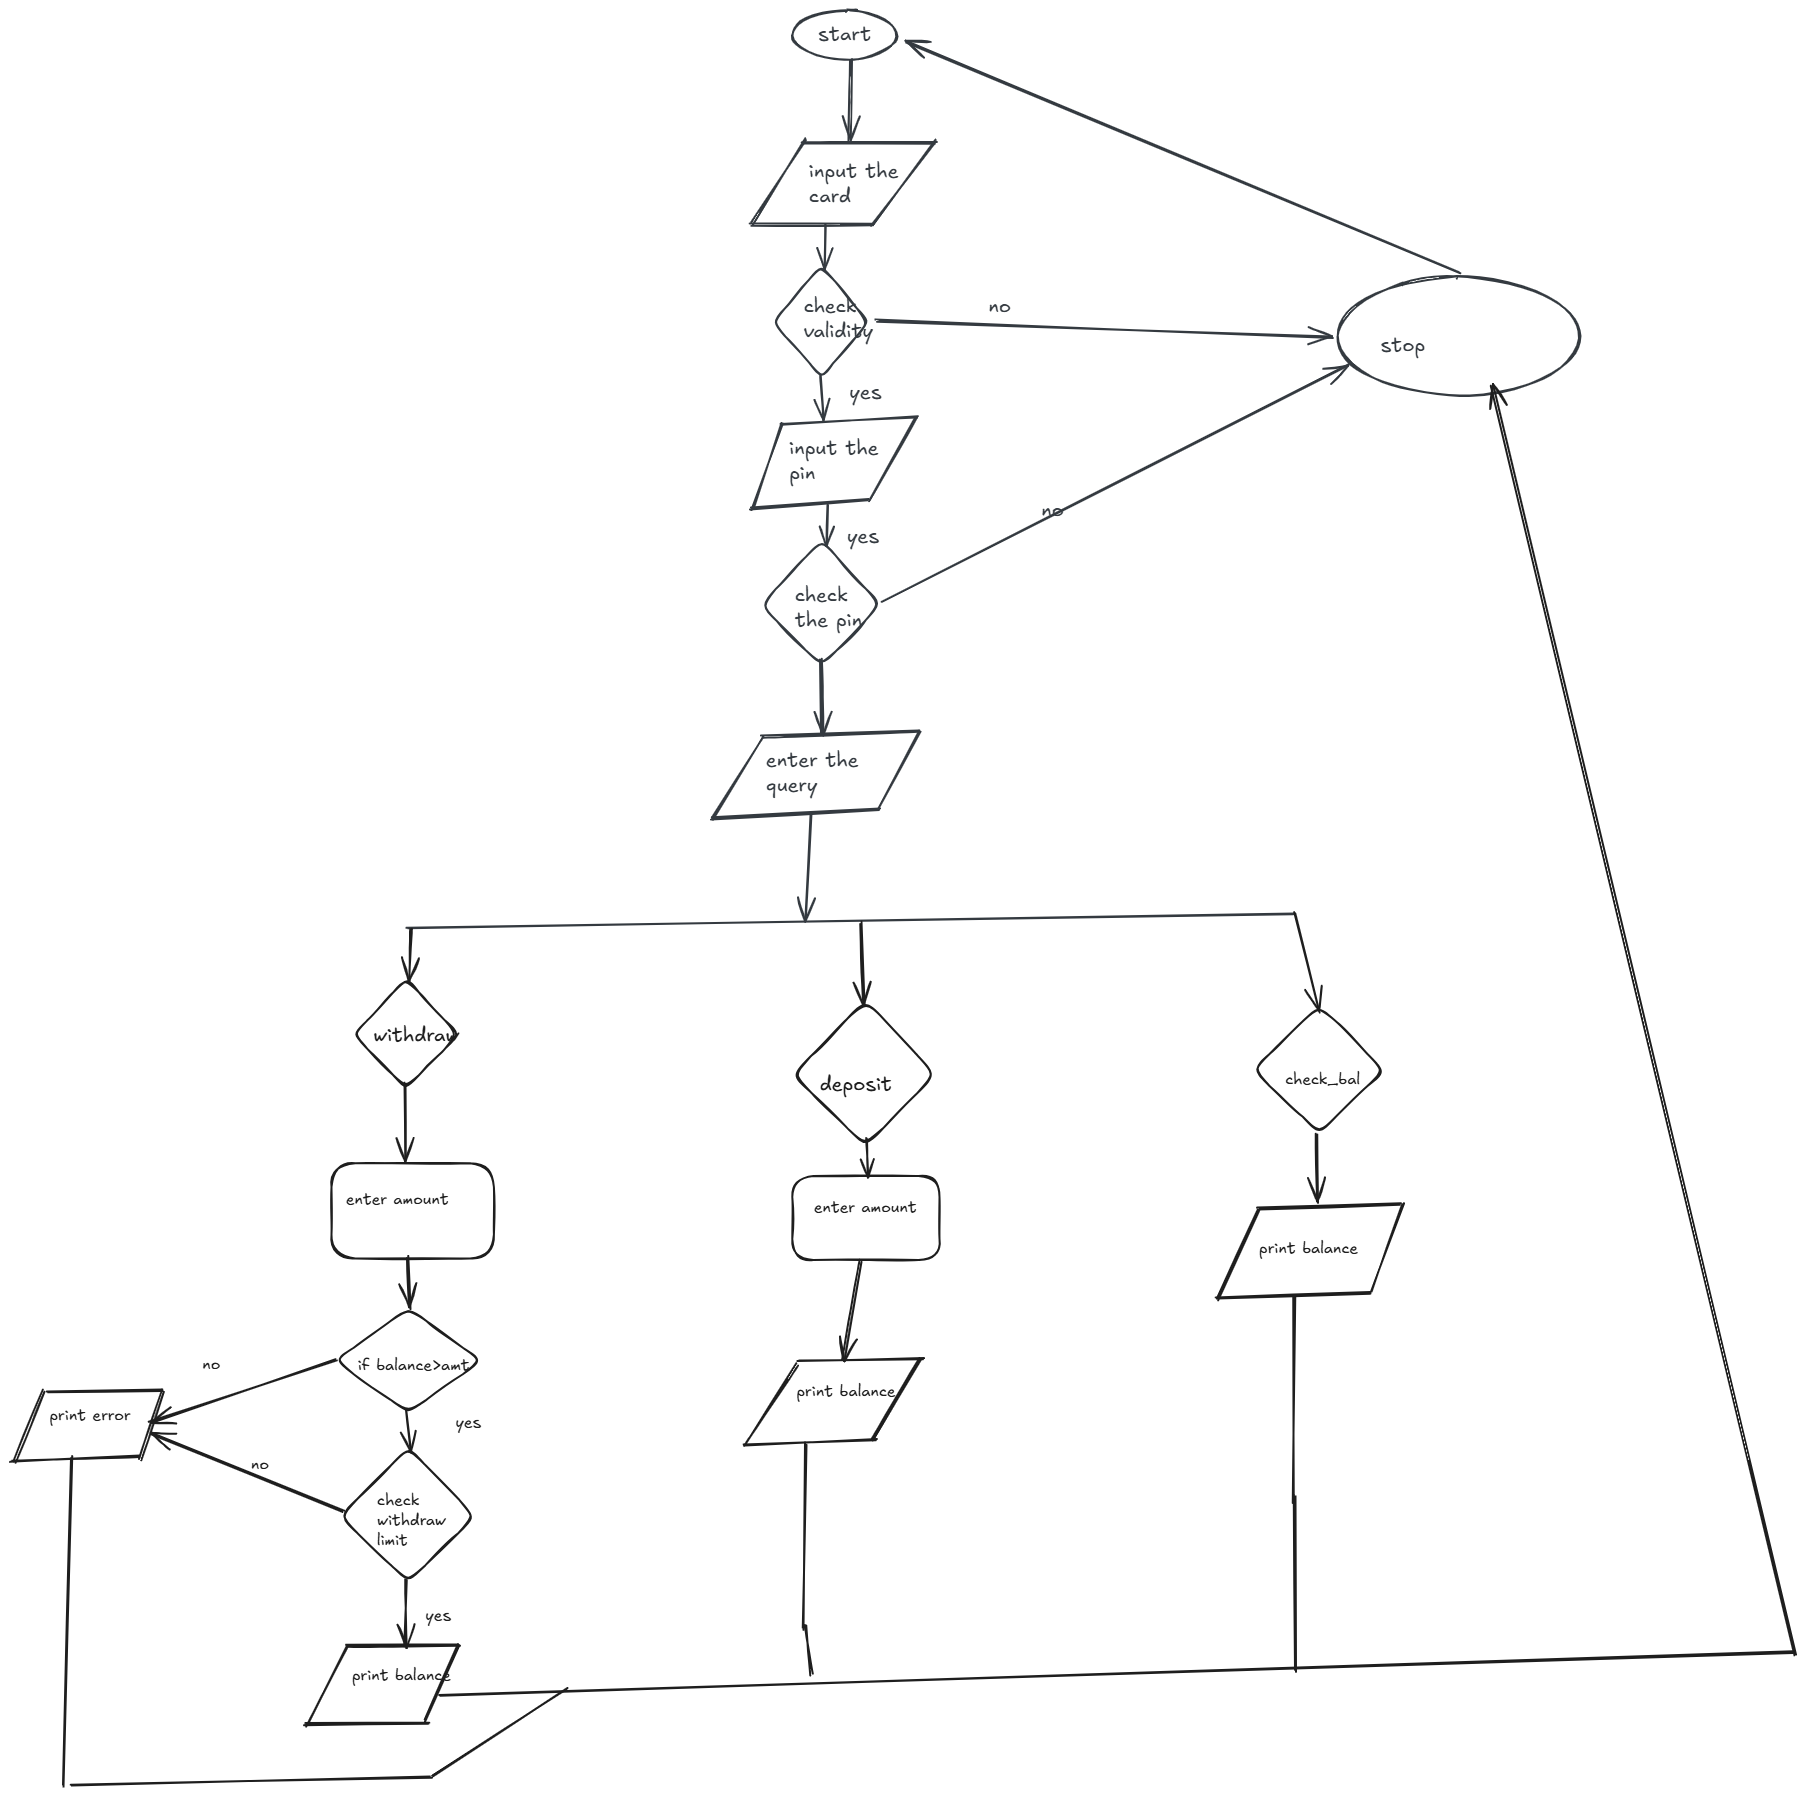 start
input the
card
check
validity
no
stop
yes
input the
pin
no
yes
check
the pin
enter the
query
withdraw
deposit
check_bal
enter amount
enter amount
print balance
if balance>amt
no
print error
yes
print balance
no
check
withdraw
limit
yes
print balance